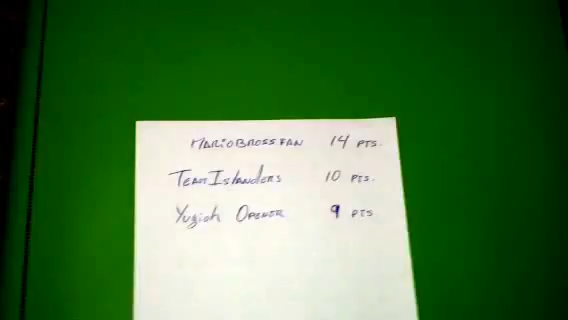 MARIOBROSSFAN 14 PTS.
TEAMISLANDERS 10 PTS.
Yugioh OPENER 9 PTS